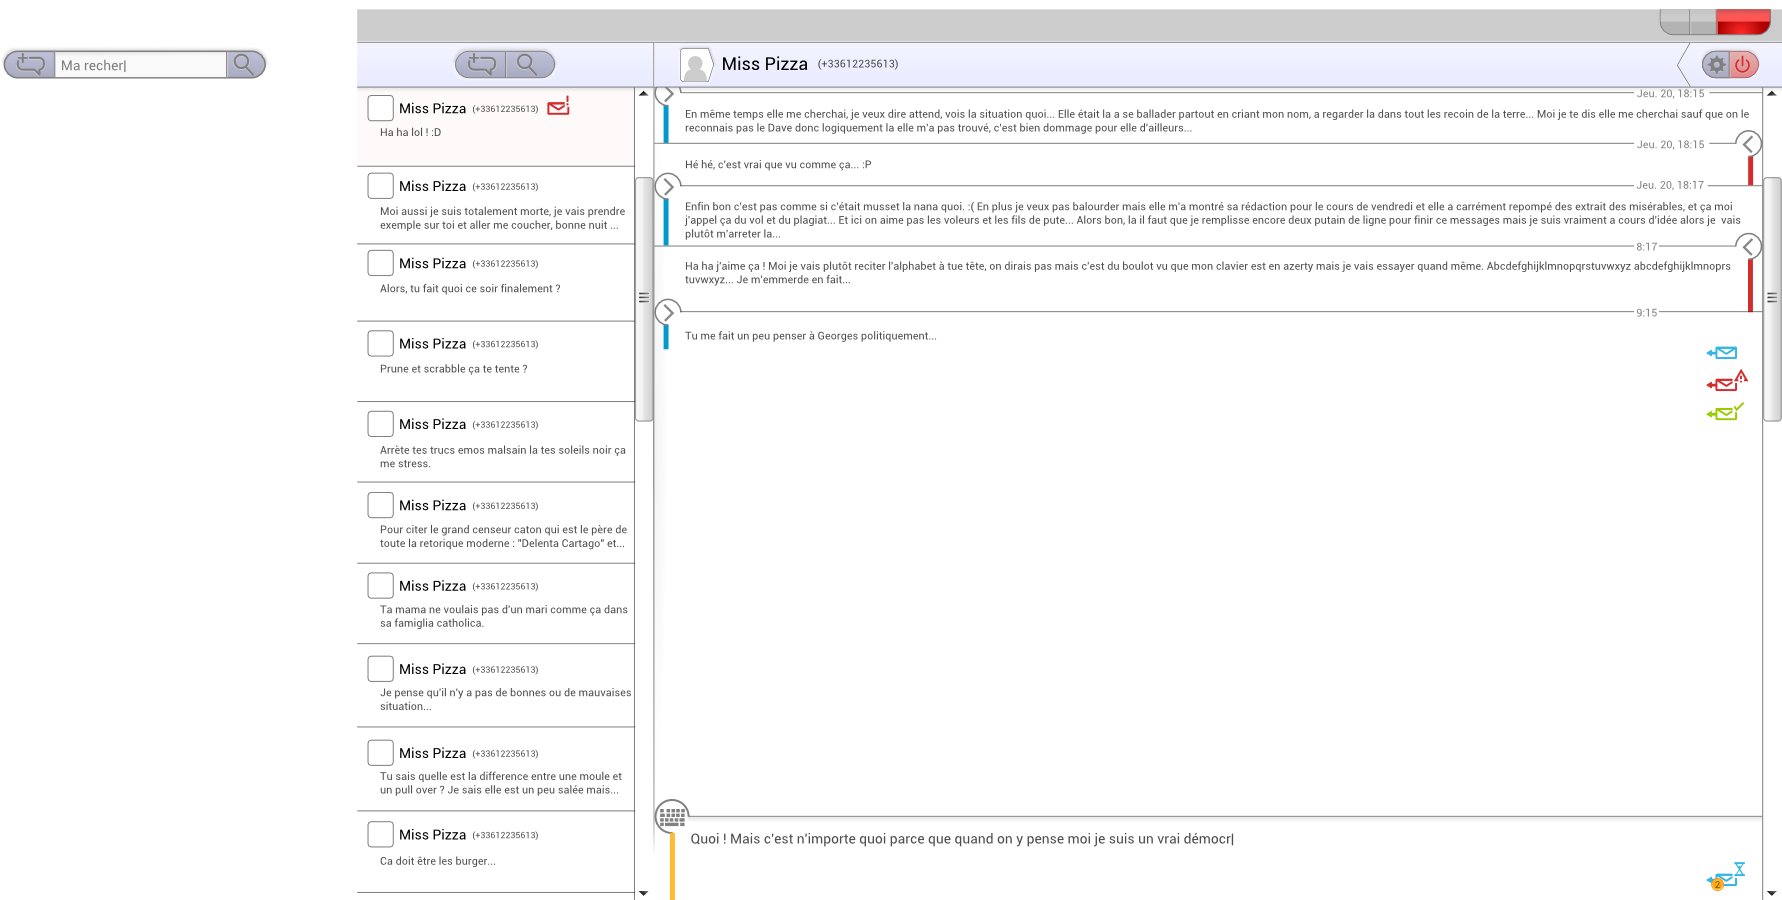 Ma recher|
Miss Pizza (+33612235613)
Ha ha lol ! :D
Miss Pizza (+33612235613)
Moi aussi je suis totalement morte, je vais prendre
exemple sur toi et aller me coucher, bonne nuit ...
Miss Pizza (+33612235613)
Alors, tu fait quoi ce soir finalement ?
Miss Pizza (+33612235613)
Prune et scrabble ça te tente ?
Miss Pizza (+33612235613)
Arrète tes trucs emos malsain la tes soleils noir ça
me stress.
Miss Pizza (+33612235613)
Pour citer le grand censeur caton qui est le père de
toute la retorique moderne : "Delenta Cartago" et...
Miss Pizza (+33612235613)
Ta mama ne voulais pas d'un mari comme ça dans
sa famiglia catholica.
Miss Pizza (+33612235613)
Je pense qu'il n'y a pas de bonnes ou de mauvaises
situation...
Miss Pizza (+33612235613)
Tu sais quelle est la difference entre une moule et
un pull over ? Je sais elle est un peu salée mais...
Miss Pizza (+33612235613)
Ca doit être les burger...
Miss Pizza (+33612235613)
Jeu. 20, 18:15
En même temps elle me cherchai, je veux dire attend, vois la situation quoi... Elle était la a se ballader partout en criant mon nom, a regarder la dans tout les recoin de la terre... Moi je te dis elle me cherchai sauf que on le
reconnais pas le Dave donc logiquement la elle m'a pas trouvé, c'est bien dommage pour elle d'ailleurs...
Jeu. 20, 18:15
Hé hé, c'est vrai que vu comme ça... :P
Jeu. 20, 18:17
Enfin bon c'est pas comme si c'était musset la nana quoi. :( En plus je veux pas balourder mais elle m'a montré sa rédaction pour le cours de vendredi et elle a carrément repompé des extrait des misérables, et ça moi
j'appel ça du vol et du plagiat... Et ici on aime pas les voleurs et les fils de pute... Alors bon, la il faut que je remplisse encore deux putain de ligne pour finir ce messages mais je suis vraiment a cours d'idée alors je vais
plutôt m'arreter la...
8:17
Ha ha j'aime ça ! Moi je vais plutôt reciter l'alphabet à tue tête, on dirais pas mais c'est du boulot vu que mon clavier est en azerty mais je vais essayer quand même. Abcdefghijklmnopqrstuvwxyz abcdefghijklmnoprs
tuvwxyz... Je m'emmerde en fait...
9:15
Tu me fait un peu penser à Georges politiquement...
Quoi ! Mais c'est n'importe quoi parce que quand on y pense moi je suis un vrai démocr|
2